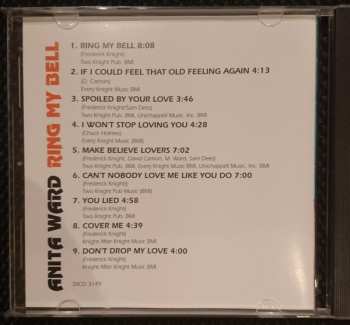 ANITA WARD RING MY BELL
1. RING MY BELL 8:08
(Frederick Knight)
Two Knight Pub. BMI
2. IF I COULD FEEL THAT OLD FEELING AGAIN 4:13
(D. Camon)
Every Knight Music BMI
3. SPOILED BY YOUR LOVE 3:46
(Frederick Knight/Sam Dees)
Two Knight Pub. BMI, Unichappell Music, Inc. BMI
4. I WON'T STOP LOVING YOU 4:28
(Chuck Holmes)
Every Knight Music (BMI)
5. MAKE BELIEVE LOVERS 7:02
(Frederick Knight, David Camon, M. Ward, Sam Dees)
Two Knight Pub. BMI, Every Knight Music BMI, Unichappell Music, Inc. BMI
6. CAN'T NOBODY LOVE ME LIKE YOU DO 7:00
(Frederick Knight)
Two Knight Pub. Music (BMI)
7. YOU LIED 4:58
(Frederick Knight)
Two Knight Pub. Music BMI
8. COVER ME 4:39
(Frederick Knight)
Knight After Knight Music BMI
9. DON'T DROP MY LOVE 4:00
(Frederick Knight)
Knight After Knight Music BMI